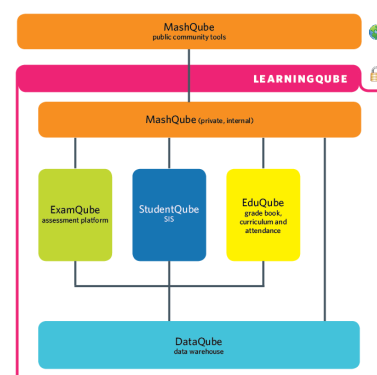 MashQube
public community tools
LEARNINGQUBE
MashQube (private, internal)
ExamQube
assessment platform
StudentQube
SIS
EduQube
grade book,
curriculum and
attendance
DataQube
data warehouse